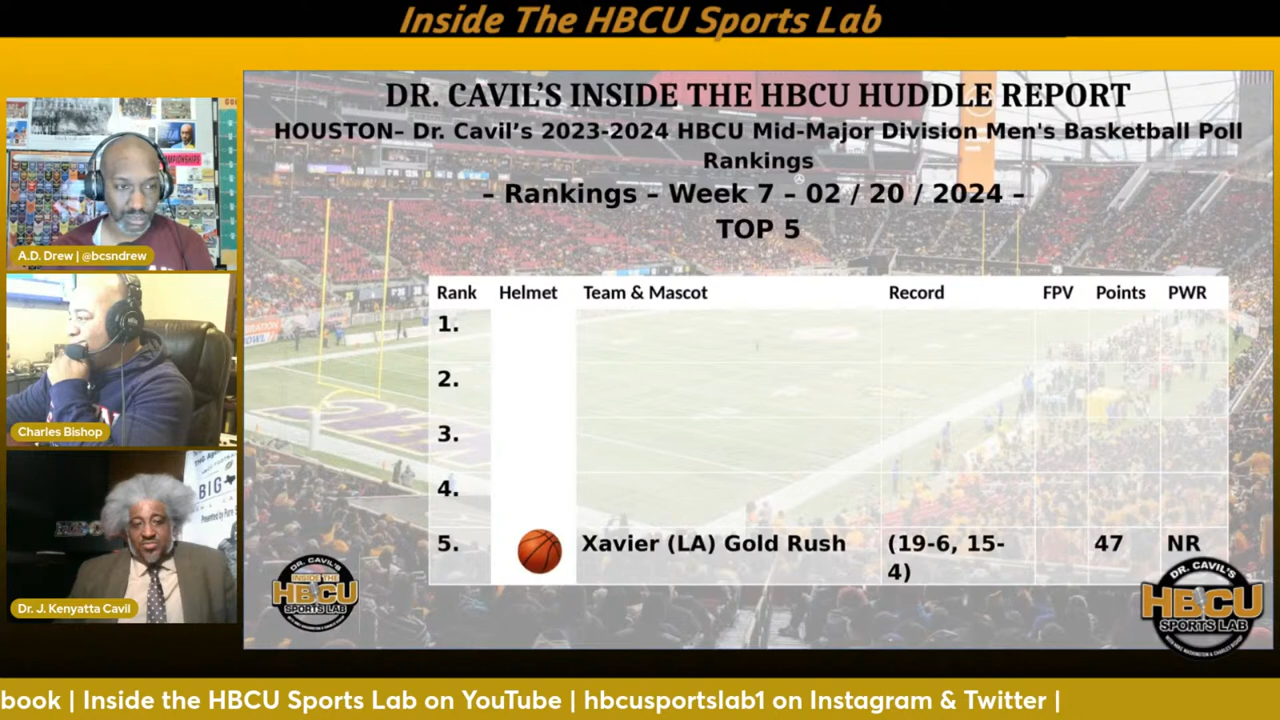 Inside The HBCU Sports Lab
DR. CAVIL'S INSIDE THE HBCU HUDDLE REPORT
HOUSTON– Dr. Cavil's 2023-2024 HBCU Mid-Major Division Men's Basketball Poll
Rankings
– Rankings – Week 7 – 02 / 20 / 2024 –
TOP 5
Rank Helmet Team & Mascot Record FPV Points PWR
1.
2.
3.
4.
5. Xavier (LA) Gold Rush (19-6, 15- 47 NR
4)
A.D. Drew | @bcsndrew
Charles Bishop
BIG
Dr. J. Kenyatta Cavil
INSIDE THE
HBCU
SPORTS LAB
DR. CAVIL'S
HBCU
SPORTS LAB
book | Inside the HBCU Sports Lab on YouTube | hbcusportslab1 on Instagram & Twitter |